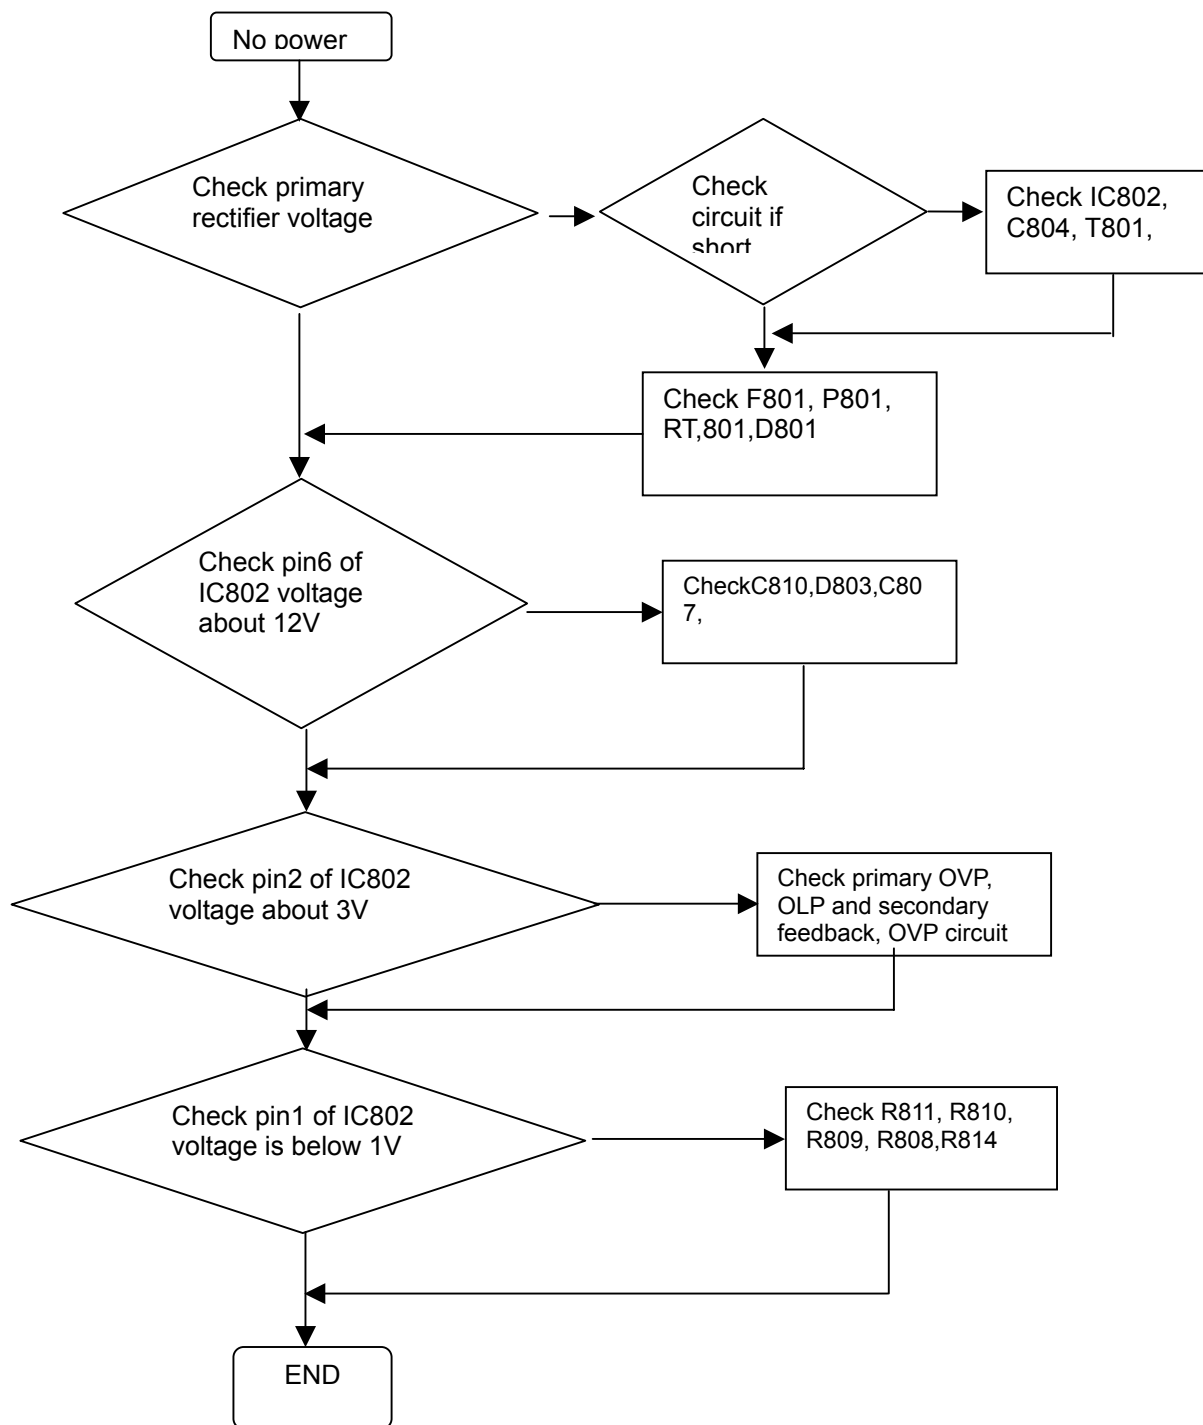 No power
Check primary
rectifier voltage
Check
circuit if
short
Check IC802,
C804, T801,
Check F801, P801,
RT,801,D801
Check pin6 of
IC802 voltage
about 12V
CheckC810,D803,C80
7,
Check pin2 of IC802
voltage about 3V
Check primary OVP,
OLP and secondary
feedback, OVP circuit
Check pin1 of IC802
voltage is below 1V
Check R811, R810,
R809, R808,R814
END